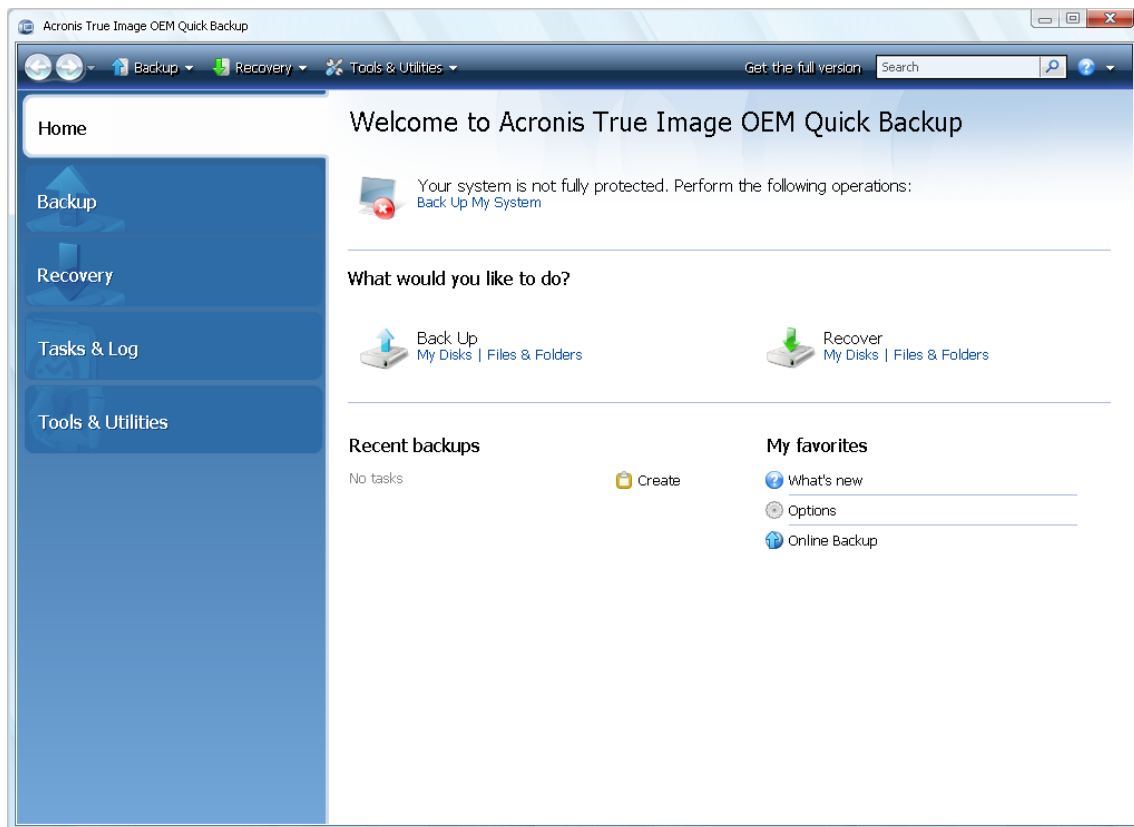 Acronis True Image OEM Quick Backup
Backup Recovery Tools & Utilities Get the full version Search
Home
Backup
Recovery
Tasks & Log
Tools & Utilities
Welcome to Acronis True Image OEM Quick Backup
Your system is not fully protected. Perform the following operations:
Back Up My System
What would you like to do?
Back Up
My Disks | Files & Folders
Recover
My Disks | Files & Folders
Recent backups
No tasks Create
My favorites
What's new
Options
Online Backup